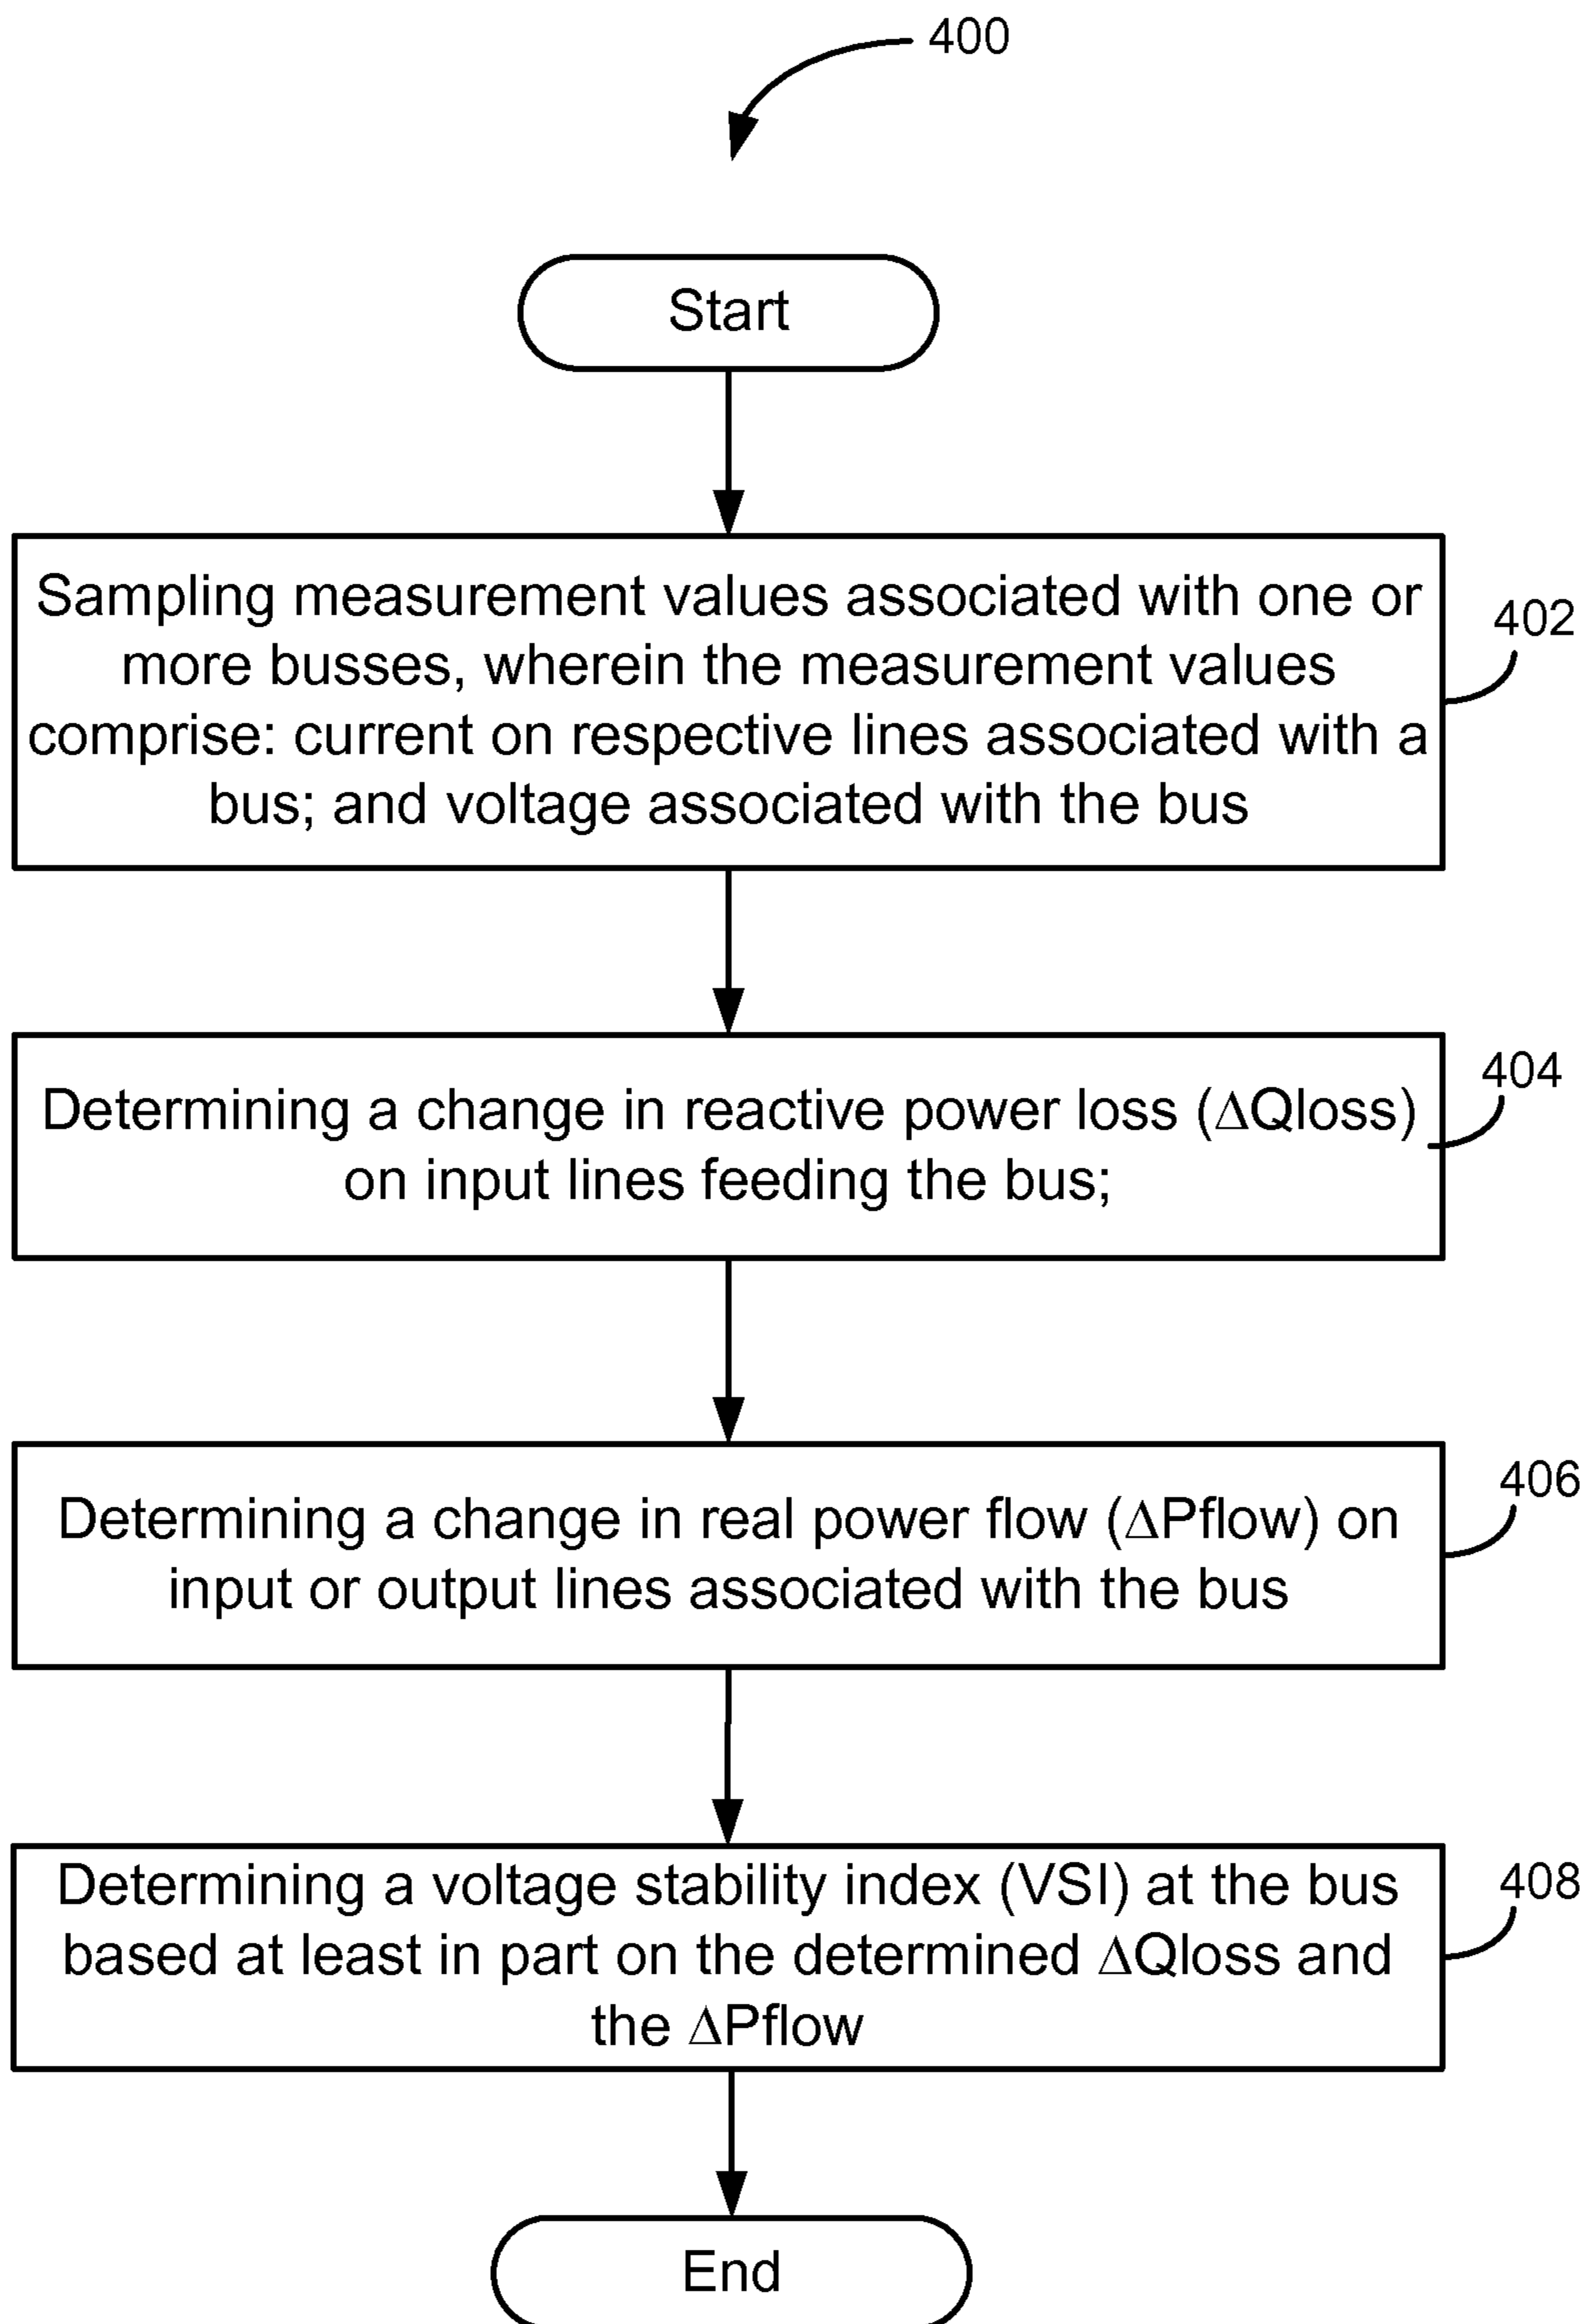 400
Start
Sampling measurement values associated with one or
more busses, wherein the measurement values
comprise: current on respective lines associated with a
bus; and voltage associated with the bus
402
Determining a change in reactive power loss (ΔQloss)
on input lines feeding the bus;
404
Determining a change in real power flow (ΔPflow) on
input or output lines associated with the bus
406
Determining a voltage stability index (VSI) at the bus
based at least in part on the determined ΔQloss and
the ΔPflow
408
End